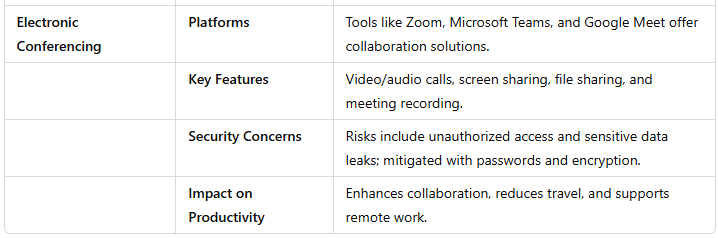 Electronic Conferencing
Platforms
Tools like Zoom, Microsoft Teams, and Google Meet offer
collaboration solutions.
Key Features
Video/audio calls, screen sharing, file sharing, and
meeting recording.
Security Concerns
Risks include unauthorized access and sensitive data
leaks; mitigated with passwords and encryption.
Impact on
Productivity
Enhances collaboration, reduces travel, and supports
remote work.